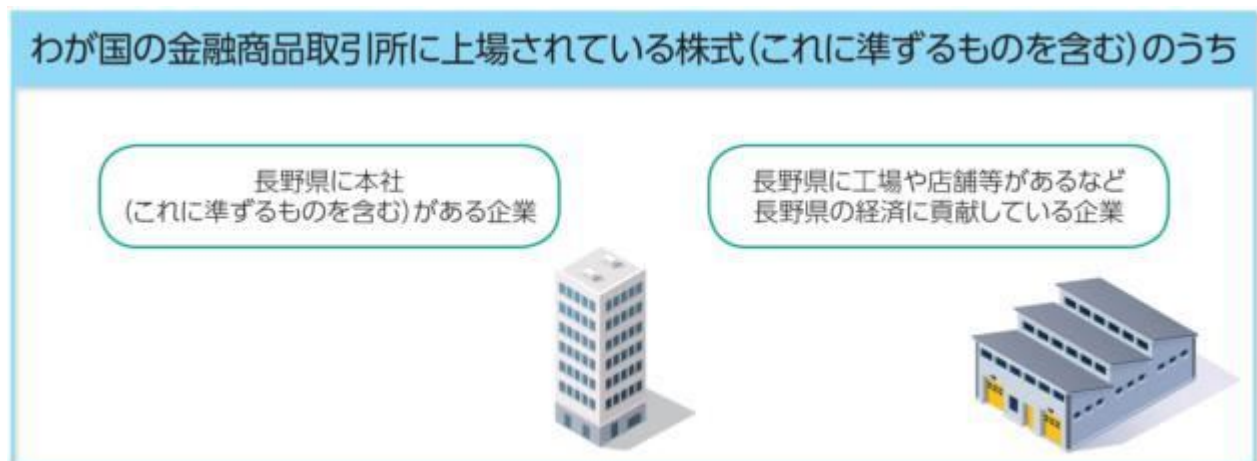 わが国の金融商品取引所に上場されている株式(これに準ずるものを含む)のうち
長野県に本社
(これに準ずるものを含む)がある企業
長野県に工場や店舗等があるなど
長野県の経済に貢献している企業